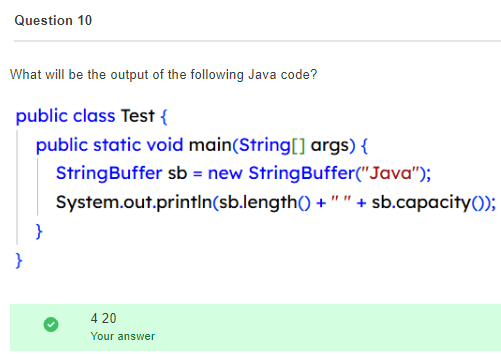 Question 10
What will be the output of the following Java code?
public class Test {
public static void main(String[] args) {
StringBuffer sb = new StringBuffer("Java");
System.out.println(sb.length() + " " + sb.capacity());
}
}
4 20
Your answer